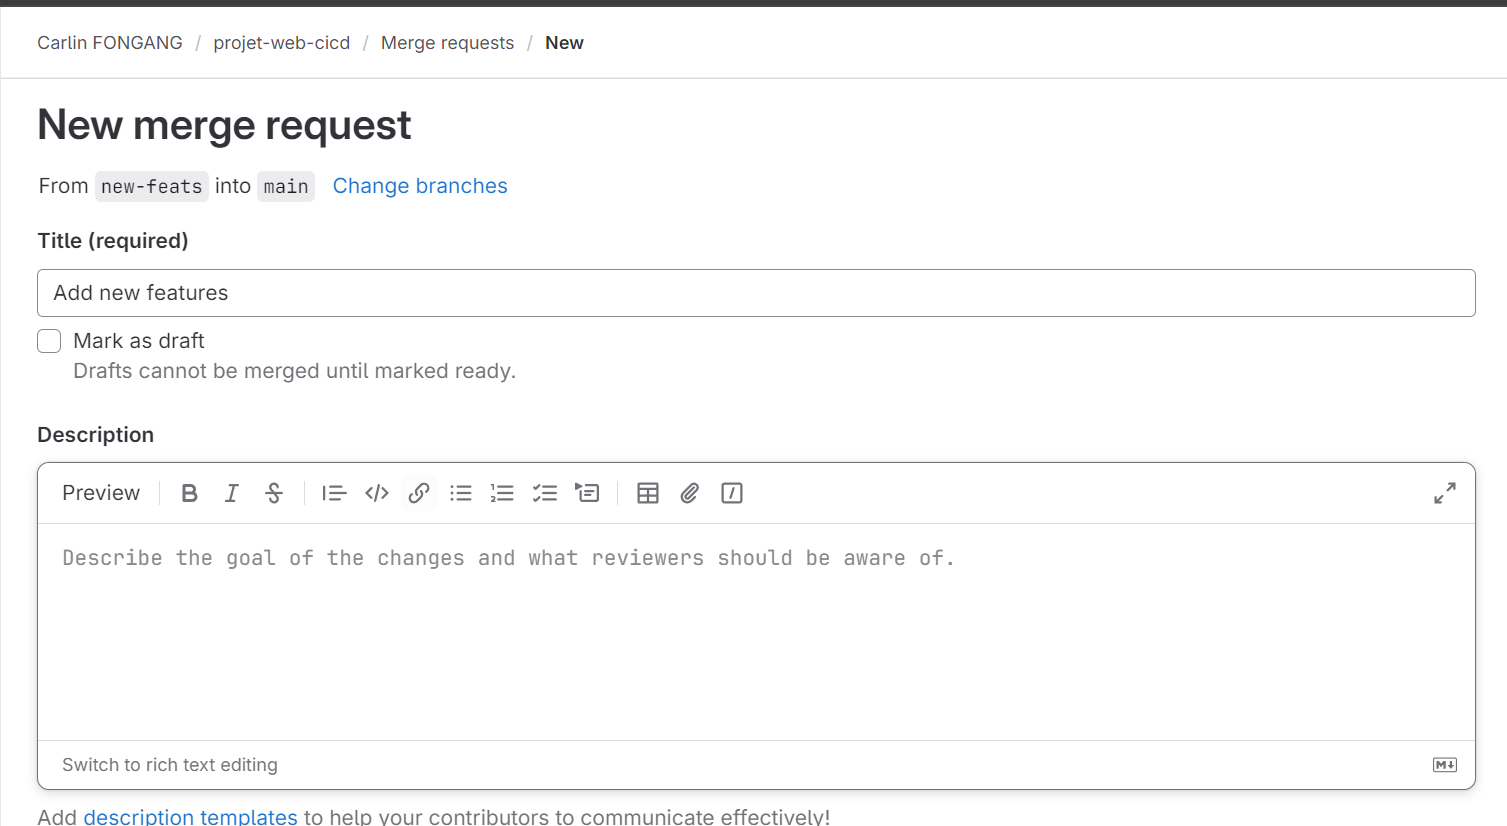 Carlin FONGANG / projet-web-cicd / Merge requests / New
New merge request
From new-feats into main Change branches
Title (required)
Add new features
Mark as draft
Drafts cannot be merged until marked ready.
Description
Preview
Describe the goal of the changes and what reviewers should be aware of.
Switch to rich text editing
Add description templates to help your contributors to communicate effectively!